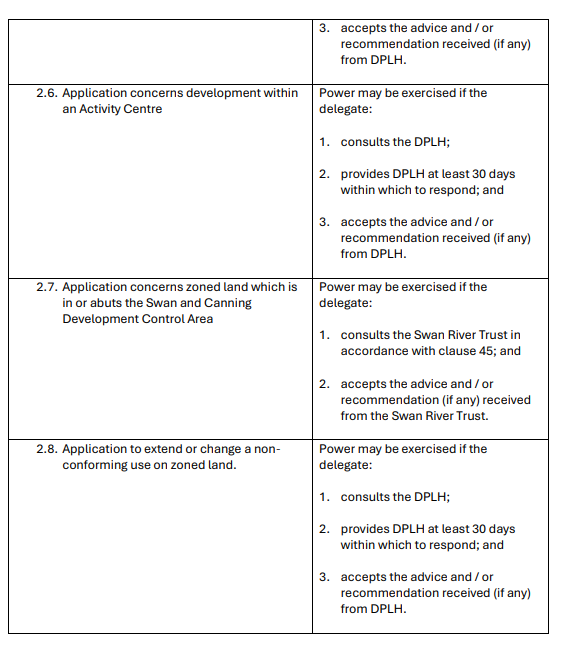 3. accepts the advice and / or
recommendation received (if any)
from DPLH.
2.6. Application concerns development within
an Activity Centre
Power may be exercised if the
delegate:
1. consults the DPLH;
2. provides DPLH at least 30 days
within which to respond; and
3. accepts the advice and / or
recommendation received (if any)
from DPLH.
2.7. Application concerns zoned land which is
in or abuts the Swan and Canning
Development Control Area
Power may be exercised if the
delegate:
1. consults the Swan River Trust in
accordance with clause 45; and
2. accepts the advice and / or
recommendation (if any) received
from the Swan River Trust.
2.8. Application to extend or change a non-
conforming use on zoned land.
Power may be exercised if the
delegate:
1. consults the DPLH;
2. provides DPLH at least 30 days
within which to respond; and
3. accepts the advice and / or
recommendation received (if any)
from DPLH.